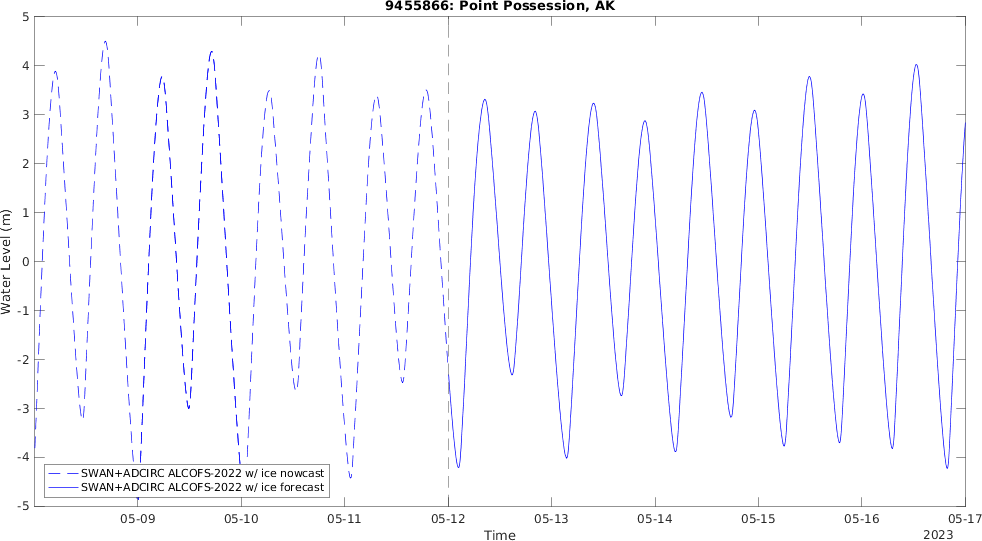 9455866: Point Possession, AK
5
4
3
2
1
0
-1
-2
-3
-4
-5
Water Level (m)
SWAN+ADCIRC ALCOFS-2022 w/ ice nowcast
SWAN+ADCIRC ALCOFS-2022 w/ ice forecast
05-09 05-10 05-11 05-12 05-13 05-14 05-15 05-16 05-17
Time
2023